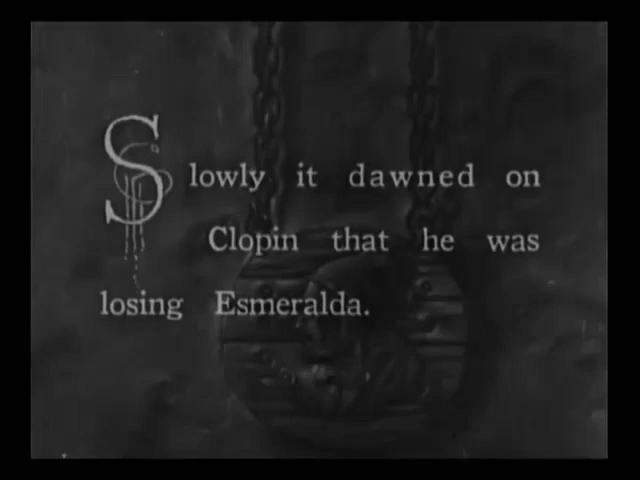 Slowly it dawned on
Clopin that he was
losing Esmeralda.